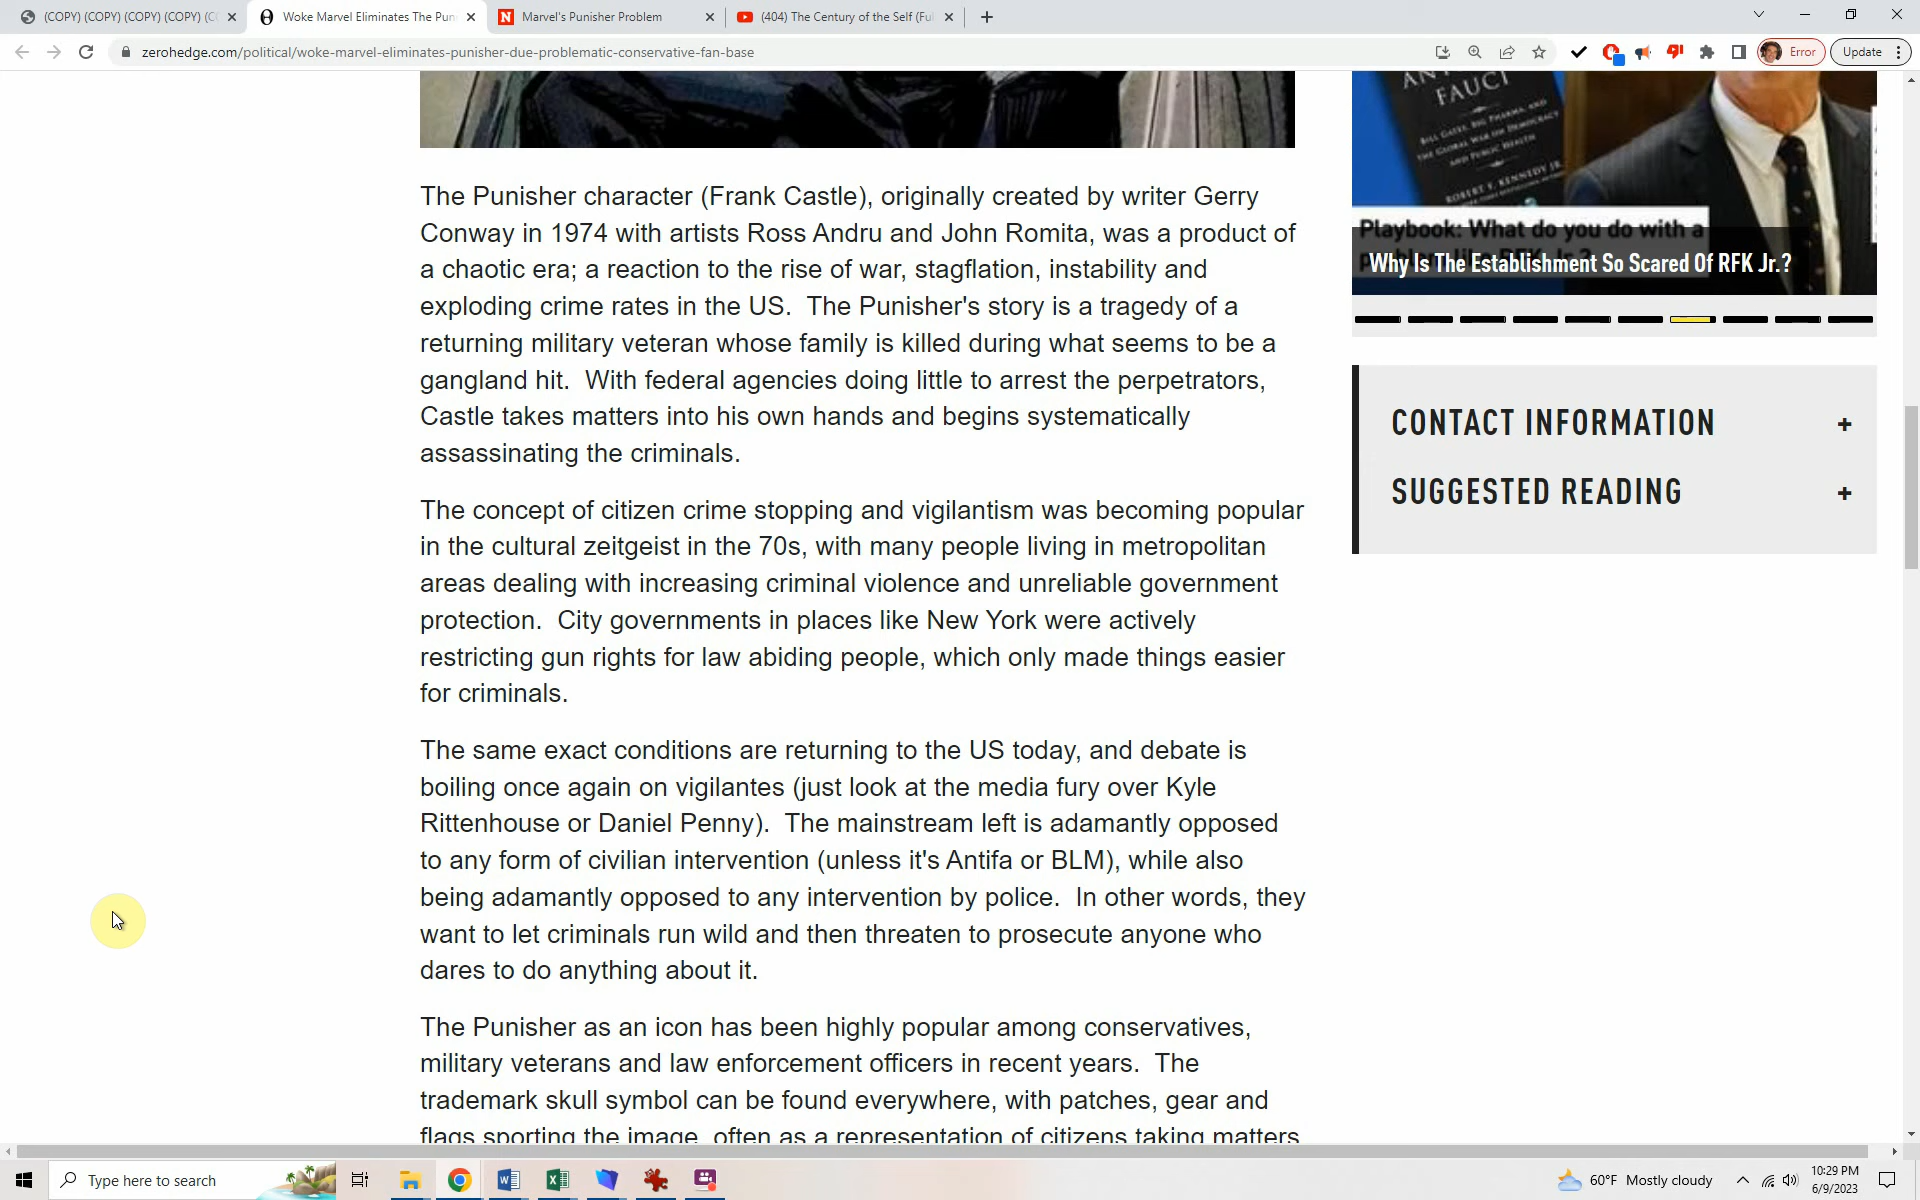 (COPY) (COPY) (COPY) (COPY) (C
Woke Marvel Eliminates The Pun
Marvel's Punisher Problem
(404) The Century of the Self (Ful
zerohedge.com/political/woke-marvel-eliminates-punisher-due-problematic-conservative-fan-base
Error
Update
FAUCI
BILL GATES, BIG PHARMA, AND
THE GLOBAL WAR ON DEMOCRACY
AND PUBLIC HEALTH
ROBERT F. KENNEDY JR.
Playbook: What do you do with a
Why Is The Establishment So Scared Of RFK Jr.?
CONTACT INFORMATION +
SUGGESTED READING +
The Punisher character (Frank Castle), originally created by writer Gerry
Conway in 1974 with artists Ross Andru and John Romita, was a product of
a chaotic era; a reaction to the rise of war, stagflation, instability and
exploding crime rates in the US. The Punisher's story is a tragedy of a
returning military veteran whose family is killed during what seems to be a
gangland hit. With federal agencies doing little to arrest the perpetrators,
Castle takes matters into his own hands and begins systematically
assassinating the criminals.
The concept of citizen crime stopping and vigilantism was becoming popular
in the cultural zeitgeist in the 70s, with many people living in metropolitan
areas dealing with increasing criminal violence and unreliable government
protection. City governments in places like New York were actively
restricting gun rights for law abiding people, which only made things easier
for criminals.
The same exact conditions are returning to the US today, and debate is
boiling once again on vigilantes (just look at the media fury over Kyle
Rittenhouse or Daniel Penny). The mainstream left is adamantly opposed
to any form of civilian intervention (unless it's Antifa or BLM), while also
being adamantly opposed to any intervention by police. In other words, they
want to let criminals run wild and then threaten to prosecute anyone who
dares to do anything about it.
The Punisher as an icon has been highly popular among conservatives,
military veterans and law enforcement officers in recent years. The
trademark skull symbol can be found everywhere, with patches, gear and
flags sporting the image, often as a representation of citizens taking matters
Type here to search
60°F Mostly cloudy
10:29 PM
6/9/2023